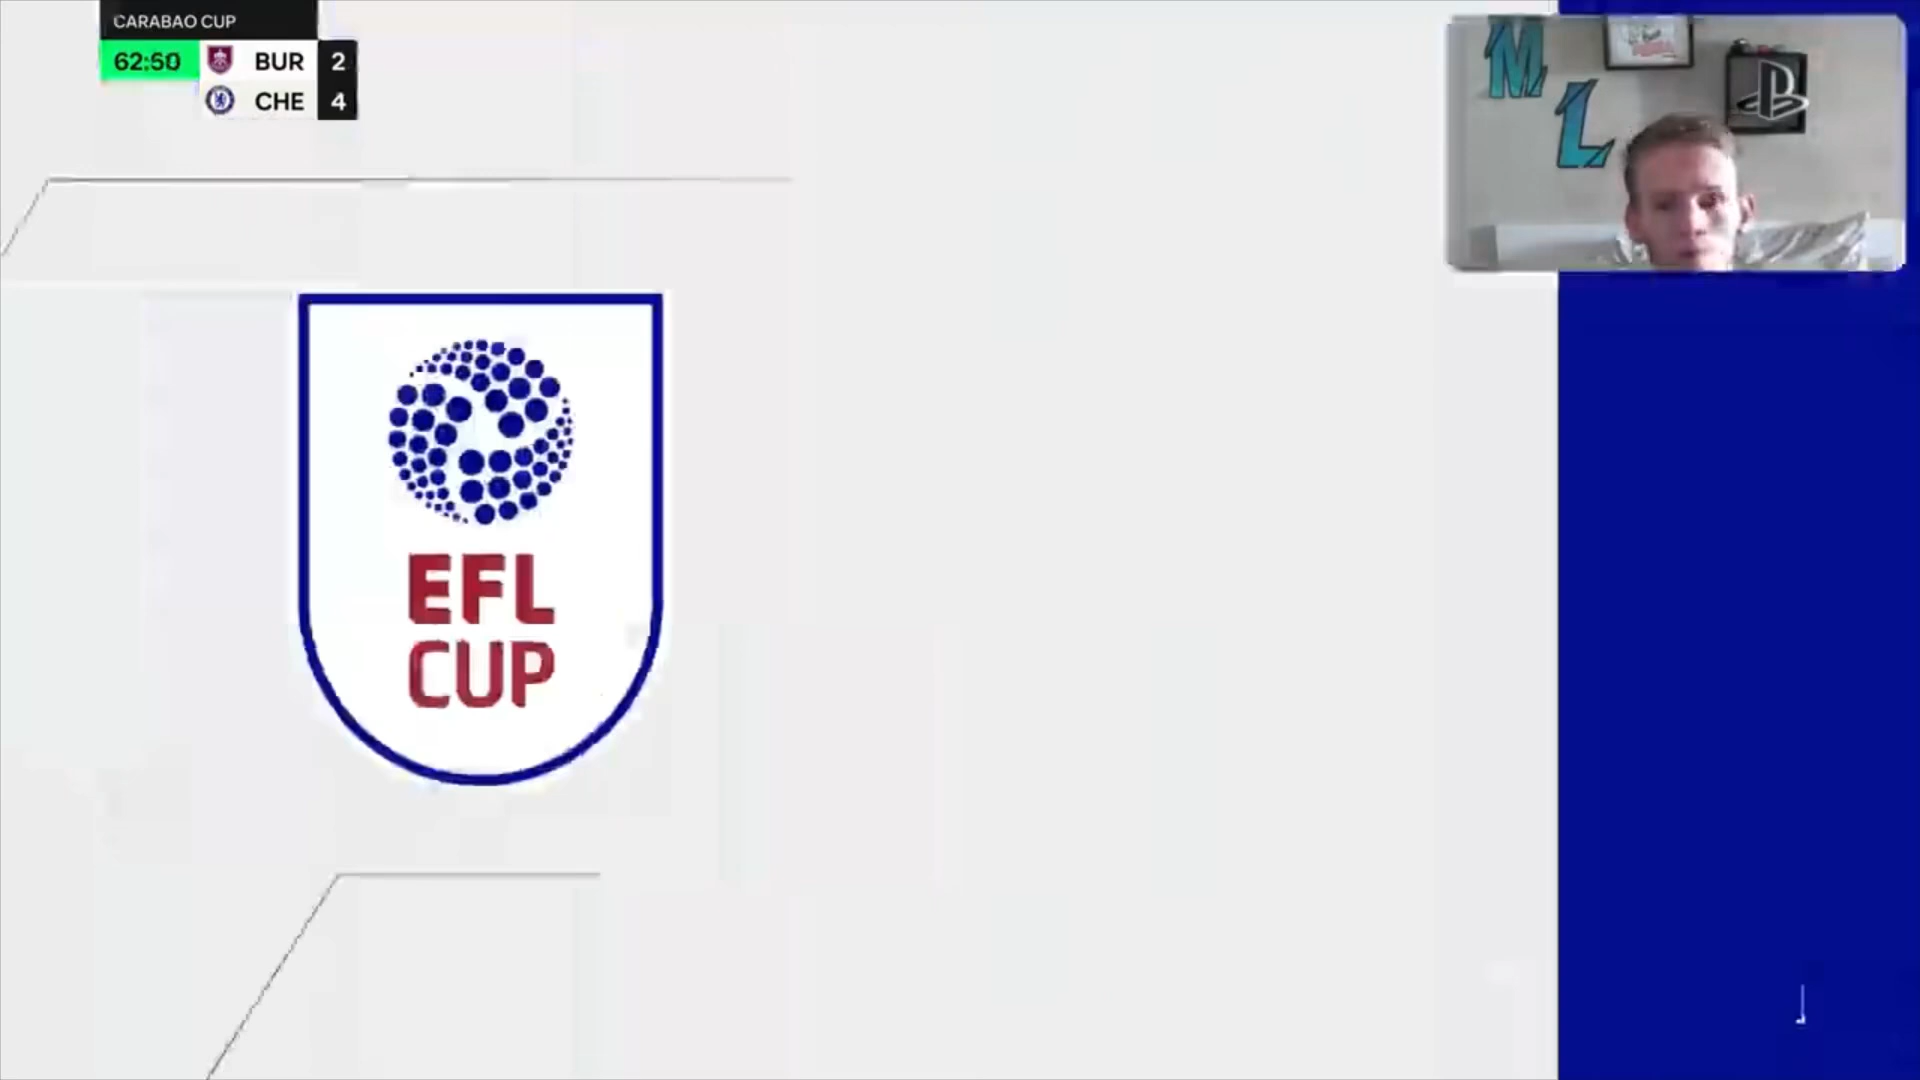 CARABAO CUP
62:50 BUR 2
CHE 4
M
L
EFL
CUP